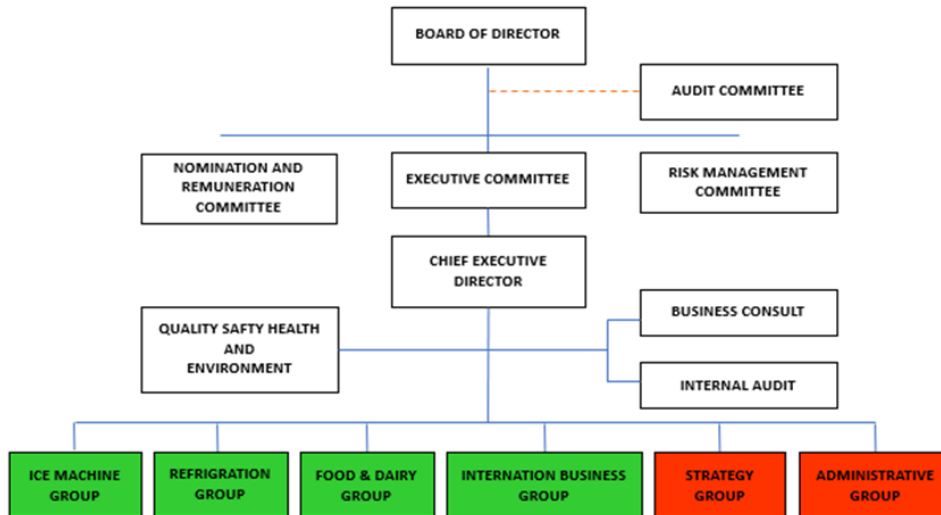 BOARD OF DIRECTOR
AUDIT COMMITTEE
NOMINATION AND
REMUNERATION
COMMITTEE
EXECUTIVE COMMITTEE
RISK MANAGEMENT
COMMITTEE
CHIEF EXECUTIVE
DIRECTOR
QUALITY SAFTY HEALTH
AND
ENVIRONMENT
BUSINESS CONSULT
INTERNAL AUDIT
ICE MACHINE
GROUP
REFRIGRATION
GROUP
FOOD & DAIRY
GROUP
INTERNATION BUSINESS
GROUP
STRATEGY
GROUP
ADMINISTRATIVE
GROUP